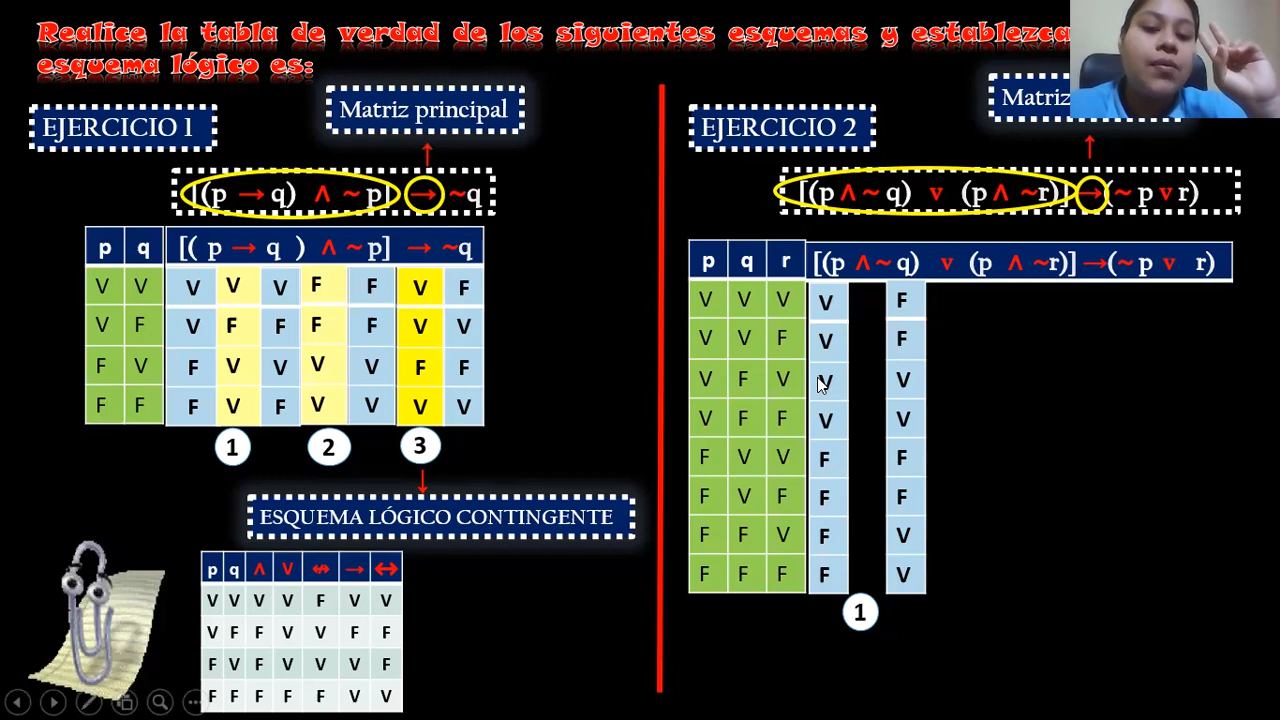 Realice la tabla de verdad de los siguientes esquemas y establezca
esquema lógico es:
EJERCICIO 1
Matriz principal
[(p → q) ∧ ~ p] → ~q
p q [( p → q ) ∧ ~ p] → ~q
V V V V V F F V F
V F V F F F F V V
F V F V V V V F F
F F F V F V V V V
1 2 3
ESQUEMA LÓGICO CONTINGENTE
p q ∧ V ↮ → ↔
V V V V F V V
V F F V V F F
F V F V V V F
F F F F F V V
EJERCICIO 2
Matriz
[(p ∧ ~ q) v (p ∧ ~r)] → (~ p v r)
p q r [(p ∧ ~ q) v (p ∧ ~r)] → (~ p v r)
V V V V F
V V F V F
V F V V V
V F F V V
F V V F F
F V F F F
F F V F V
F F F F V
1